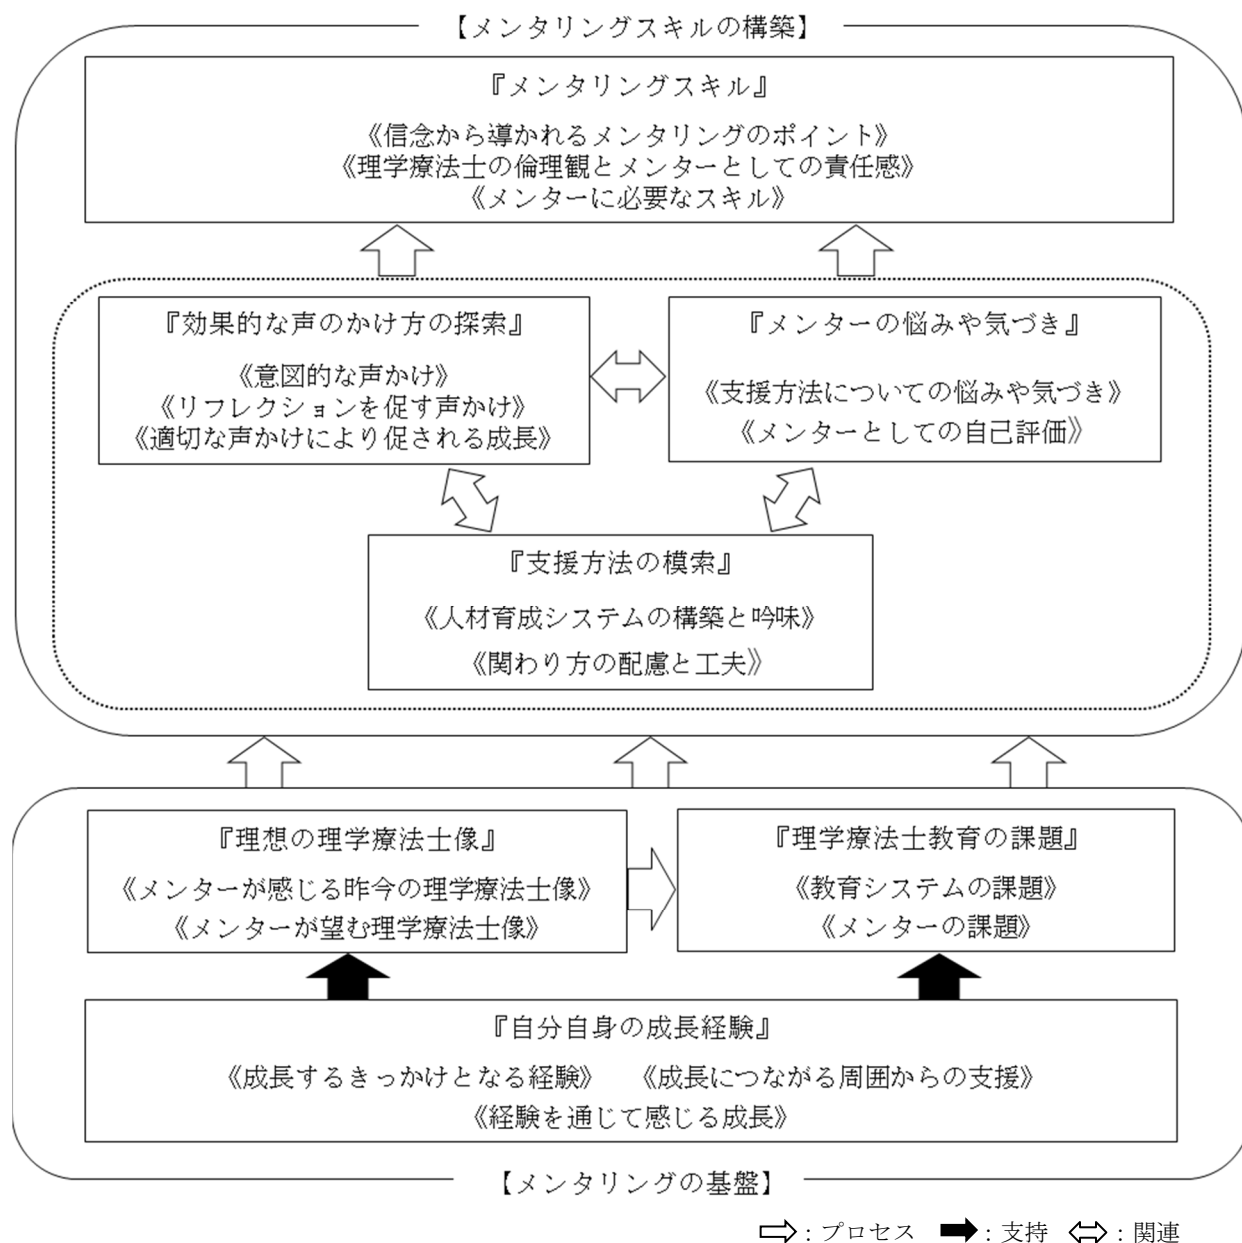 【メンタリングスキルの構築】
『メンタリングスキル』
《信念から導かれるメンタリングのポイント》
《理学療法士の倫理観とメンターとしての責任感》
《メンターに必要なスキル》
『効果的な声のかけ方の探索』
《意図的な声かけ》
《リフレクションを促す声かけ》
《適切な声かけにより促される成長》
『メンターの悩みや気づき』
《支援方法についての悩みや気づき》
《メンターとしての自己評価》
『支援方法の模索』
《人材育成システムの構築と吟味》
《関わり方の配慮と工夫》
『理想の理学療法士像』
《メンターが感じる昨今の理学療法士像》
《メンターが望む理学療法士像》
『理学療法士教育の課題』
《教育システムの課題》
《メンターの課題》
『自分自身の成長経験』
《成長するきっかけとなる経験》 《成長につながる周囲からの支援》
《経験を通じて感じる成長》
【メンタリングの基盤】
：プロセス ：支持 ：関連